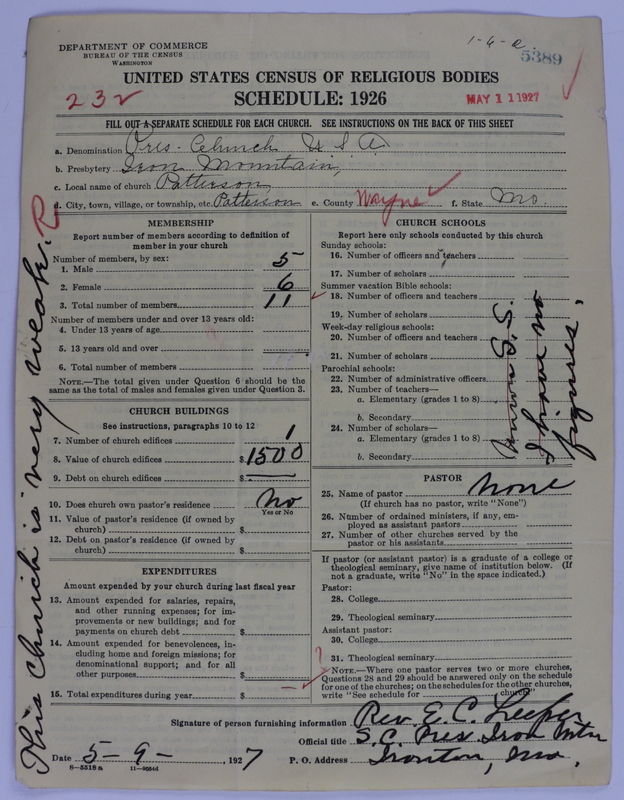 1-6-a.
DEPARTMENT OF COMMERCE
BUREAU OF THE CENSUS
WASHINGTON
5389
UNITED STATES CENSUS OF RELIGIOUS BODIES
232
SCHEDULE: 1926
MAY 11 1927
FILL OUT A SEPARATE SCHEDULE FOR EACH CHURCH. SEE INSTRUCTIONS ON THE BACK OF THIS SHEET
a. Denomination Pres. Church U S A
b. Presbytery Iron Mountain,
c. Local name of church Patterson
d. City, town, village, or township, etc. Patterson e. County Wayne f. State Mo.
MEMBERSHIP
Report number of members according to definition of
member in your church
Number of members, by sex:
1. Male 5
2. Female 6
3. Total number of members 11
Number of members under and over 13 years old:
4. Under 13 years of age
5. 13 years old and over
6. Total number of members
NOTE.—The total given under Question 6 should be the
same as the total of males and females given under Question 3.
CHURCH BUILDINGS
See instructions, paragraphs 10 to 12
7. Number of church edifices 1
8. Value of church edifices $1500
9. Debt on church edifices $ —
10. Does church own pastor's residence No
Yes or No
11. Value of pastor's residence (if owned by
church) $
12. Debt on pastor's residence (if owned by
church) $
EXPENDITURES
Amount expended by your church during last fiscal year
13. Amount expended for salaries, repairs,
and other running expenses; for im-
provements or new buildings; and for
payments on church debt $
14. Amount expended for benevolences, in-
cluding home and foreign missions; for
denominational support; and for all
other purposes $
15. Total expenditures during year $ —
CHURCH SCHOOLS
Report here only schools conducted by this church
Sunday schools:
16. Number of officers and teachers
17. Number of scholars
Summer vacation Bible schools:
18. Number of officers and teachers
19. Number of scholars
Week-day religious schools:
20. Number of officers and teachers
21. Number of scholars
Parochial schools:
22. Number of administrative officers
23. Number of teachers—
a. Elementary (grades 1 to 8)
b. Secondary
24. Number of scholars—
a. Elementary (grades 1 to 8)
b. Secondary
Union S.S.
I have no
figures.
PASTOR
25. Name of pastor None
(If church has no pastor, write "None")
26. Number of ordained ministers, if any, em-
ployed as assistant pastors
27. Number of other churches served by the
pastor or his assistants
If pastor (or assistant pastor) is a graduate of a college or
theological seminary, give name of institution below. (If
not a graduate, write "No" in the space indicated.)
Pastor:
28. College
29. Theological seminary
Assistant pastor:
30. College
31. Theological seminary
?
NOTE.—Where one pastor serves two or more churches,
Questions 28 and 29 should be answered only on the schedule
for one of the churches; on the schedules for the other churches,
write "See schedule for church"
This church is very weak. R
Signature of person furnishing information Rev. E. C. Leeper
Official title S.C. Pres. Iron Mtn
Date 5-9-, 1927 P. O. Address Ironton, Mo.
8—5518a 11—9054d